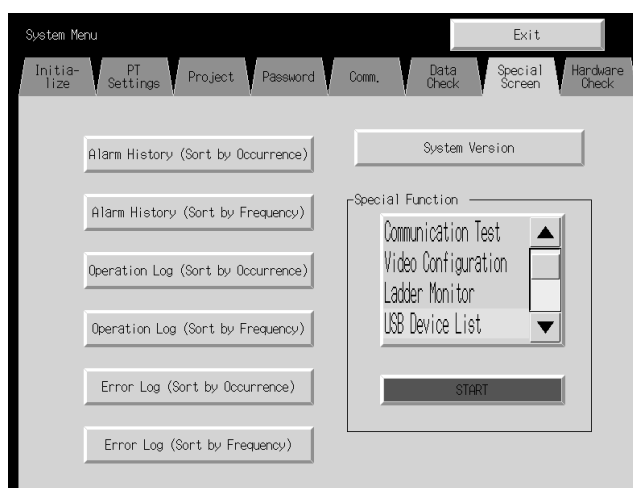 System Menu
Exit
Initia-
lize
PT
Settings
Project
Password
Comm.
Data
Check
Special
Screen
Hardware
Check
Alarm History (Sort by Occurrence)
Alarm History (Sort by Frequency)
Operation Log (Sort by Occurrence)
Operation Log (Sort by Frequency)
Error Log (Sort by Occurrence)
Error Log (Sort by Frequency)
System Version
Special Function
Communication Test
Video Configuration
Ladder Monitor
USB Device List
START